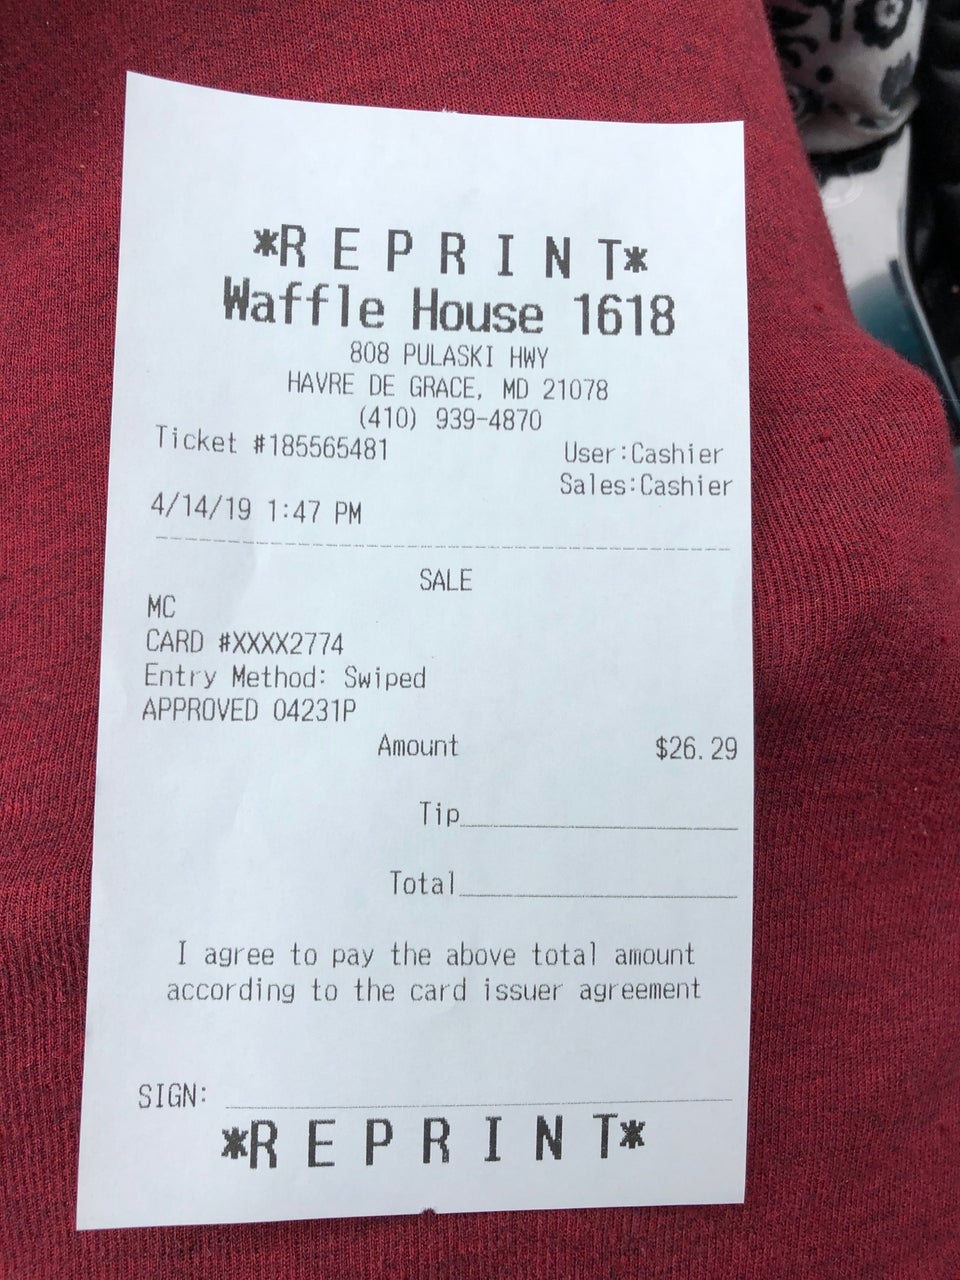 *REPRINT*
Waffle House 1618
808 PULASKI HWY
HAVRE DE GRACE, MD 21078
(410) 939-4870
Ticket #185565481
User:Cashier
Sales:Cashier
4/14/19 1:47 PM
SALE
MC
CARD #XXXX2774
Entry Method: Swiped
APPROVED 04231P
Amount $26.29
Tip
Total
I agree to pay the above total amount
according to the card issuer agreement
SIGN:
*REPRINT*